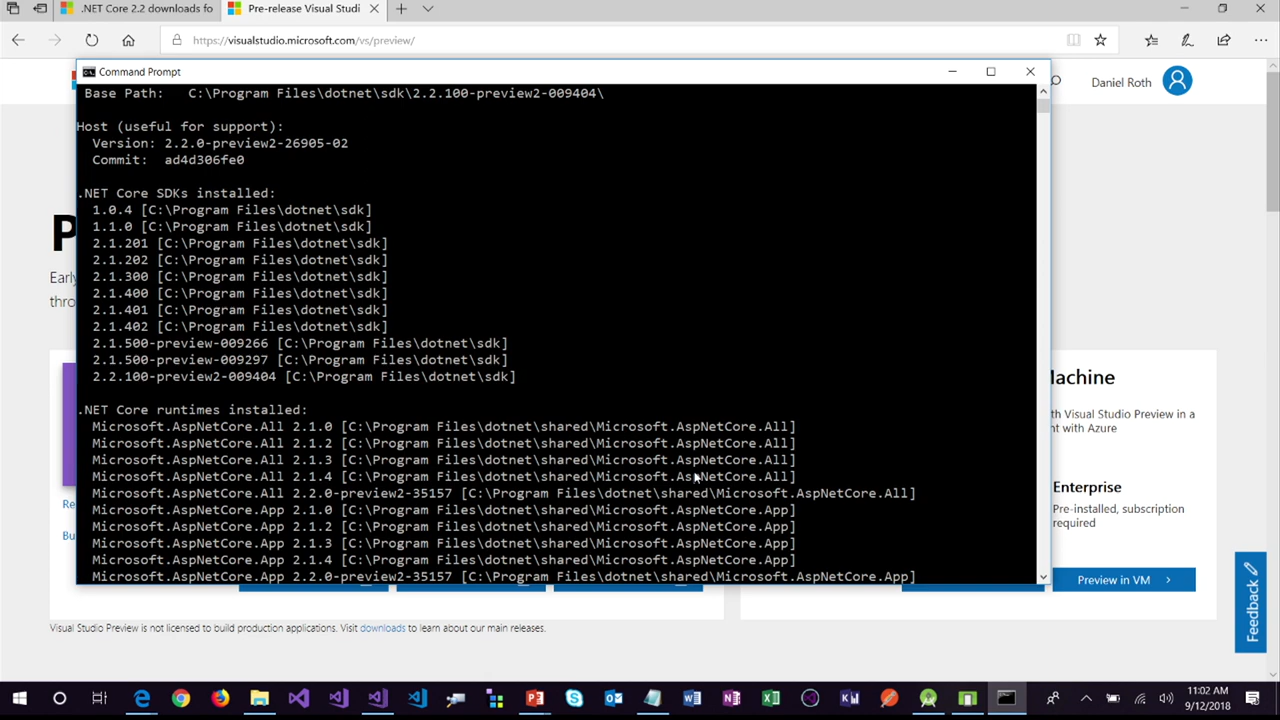 .NET Core 2.2 downloads fo
Pre-release Visual Studi
https://visualstudio.microsoft.com/vs/preview/
Command Prompt
Daniel Roth
Base Path:   C:\Program Files\dotnet\sdk\2.2.100-preview2-009404\
Host (useful for support):
Version: 2.2.0-preview2-26905-02
Commit:  ad4d306fe0
.NET Core SDKs installed:
1.0.4 [C:\Program Files\dotnet\sdk]
1.1.0 [C:\Program Files\dotnet\sdk]
2.1.201 [C:\Program Files\dotnet\sdk]
2.1.202 [C:\Program Files\dotnet\sdk]
2.1.300 [C:\Program Files\dotnet\sdk]
2.1.400 [C:\Program Files\dotnet\sdk]
2.1.401 [C:\Program Files\dotnet\sdk]
2.1.402 [C:\Program Files\dotnet\sdk]
2.1.500-preview-009266 [C:\Program Files\dotnet\sdk]
2.1.500-preview-009297 [C:\Program Files\dotnet\sdk]
2.2.100-preview2-009404 [C:\Program Files\dotnet\sdk]
.NET Core runtimes installed:
Microsoft.AspNetCore.All 2.1.0 [C:\Program Files\dotnet\shared\Microsoft.AspNetCore.All]
Microsoft.AspNetCore.All 2.1.2 [C:\Program Files\dotnet\shared\Microsoft.AspNetCore.All]
Microsoft.AspNetCore.All 2.1.3 [C:\Program Files\dotnet\shared\Microsoft.AspNetCore.All]
Microsoft.AspNetCore.All 2.1.4 [C:\Program Files\dotnet\shared\Microsoft.AspNetCore.All]
Microsoft.AspNetCore.All 2.2.0-preview2-35157 [C:\Program Files\dotnet\shared\Microsoft.AspNetCore.All]
Microsoft.AspNetCore.App 2.1.0 [C:\Program Files\dotnet\shared\Microsoft.AspNetCore.App]
Microsoft.AspNetCore.App 2.1.2 [C:\Program Files\dotnet\shared\Microsoft.AspNetCore.App]
Microsoft.AspNetCore.App 2.1.3 [C:\Program Files\dotnet\shared\Microsoft.AspNetCore.App]
Microsoft.AspNetCore.App 2.1.4 [C:\Program Files\dotnet\shared\Microsoft.AspNetCore.App]
Microsoft.AspNetCore.App 2.2.0-preview2-35157 [C:\Program Files\dotnet\shared\Microsoft.AspNetCore.App]
P
Early
thro
Re
Bu
achine
th Visual Studio Preview in a
nt with Azure
Enterprise
Pre-installed, subscription
required
Preview in VM
Feedback
Visual Studio Preview is not licensed to build production applications. Visit downloads to learn about our main releases.
11:02 AM
9/12/2018